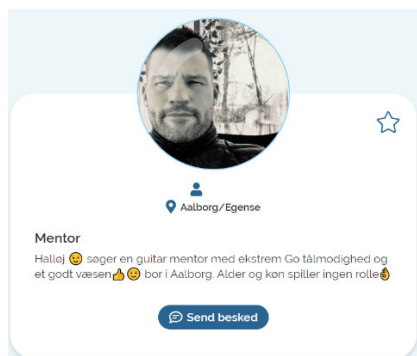 Aalborg/Egense
Mentor
Halløj 😉 søger en guitar mentor med ekstrem Go tålmodighed og
et godt væsen👍😉 bor i Aalborg. Alder og køn spiller ingen rolle👌
Send besked